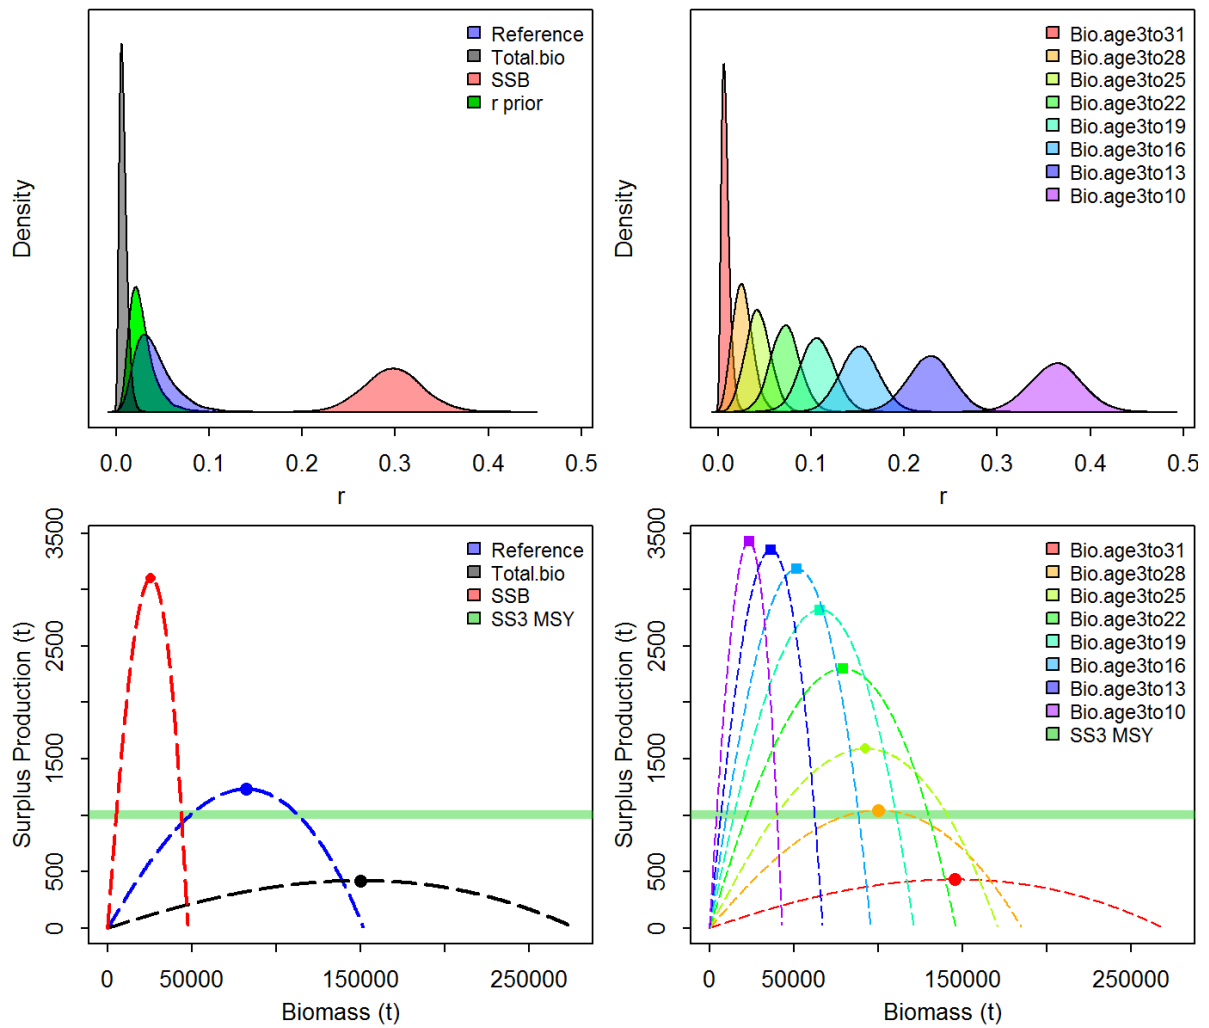 Density
Reference
Total.bio
SSB
r prior
0.0 0.1 0.2 0.3 0.4 0.5
r
Density
Bio.age3to31
Bio.age3to28
Bio.age3to25
Bio.age3to22
Bio.age3to19
Bio.age3to16
Bio.age3to13
Bio.age3to10
0.0 0.1 0.2 0.3 0.4 0.5
r
Surplus Production (t)
3500
2500
1500
500
0
Reference
Total.bio
SSB
SS3 MSY
0 50000 150000 250000
Biomass (t)
Surplus Production (t)
3500
2500
1500
500
0
Bio.age3to31
Bio.age3to28
Bio.age3to25
Bio.age3to22
Bio.age3to19
Bio.age3to16
Bio.age3to13
Bio.age3to10
SS3 MSY
0 50000 150000 250000
Biomass (t)